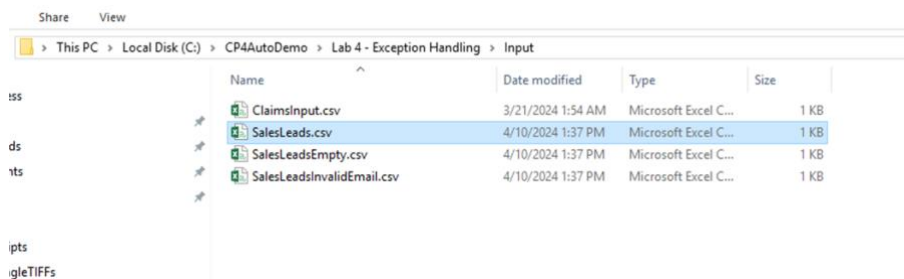 Share View
This PC > Local Disk (C:) > CP4AutoDemo > Lab 4 - Exception Handling > Input
Name Date modified Type Size
ess
ClaimsInput.csv 3/21/2024 1:54 AM Microsoft Excel C... 1 KB
SalesLeads.csv 4/10/2024 1:37 PM Microsoft Excel C... 1 KB
ds
SalesLeadsEmpty.csv 4/10/2024 1:37 PM Microsoft Excel C... 1 KB
nts
SalesLeadsInvalidEmail.csv 4/10/2024 1:37 PM Microsoft Excel C... 1 KB
ipts
gleTIFFs